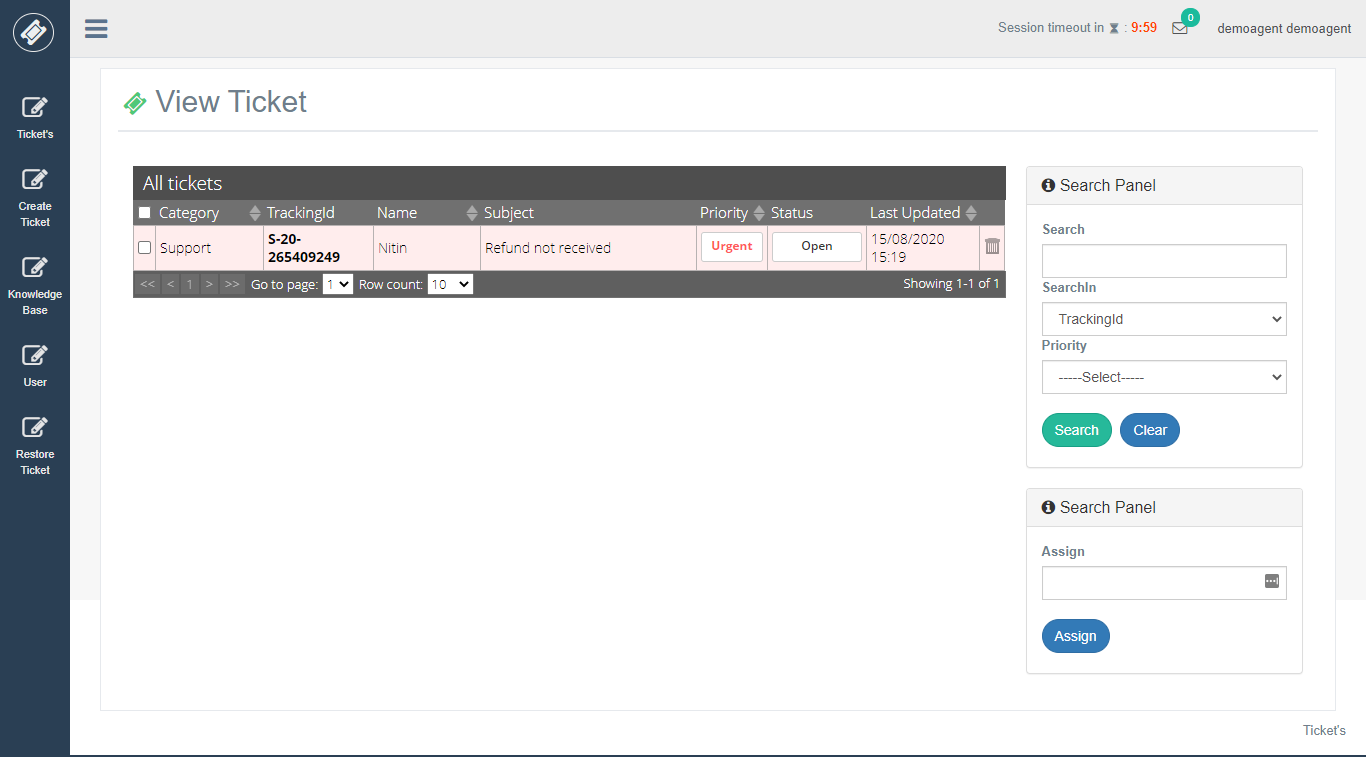 Session timeout in : 9:59
0
demoagent demoagent
Ticket's
Create
Ticket
Knowledge
Base
User
Restore
Ticket
View Ticket
All tickets
Category TrackingId Name Subject Priority Status Last Updated
Support S-20-265409249 Nitin Refund not received Urgent Open 15/08/2020 15:19
<< < 1 > >> Go to page: 1 Row count: 10 Showing 1-1 of 1
Search Panel
Search
SearchIn
TrackingId
Priority
-----Select-----
Search Clear
Search Panel
Assign
Assign
Ticket's